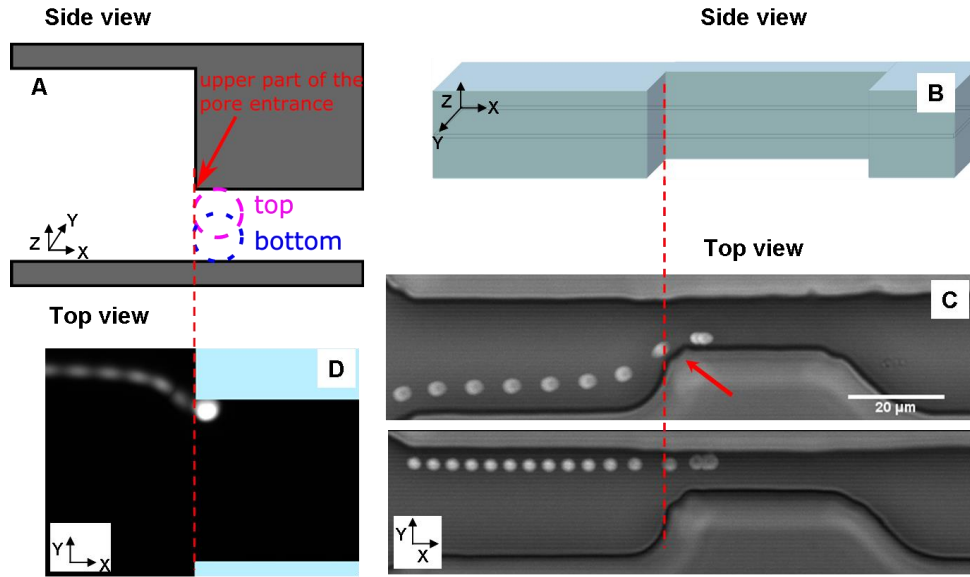 Side view
A
upper part of the
pore entrance
top
bottom
Z
Y
X
Side view
B
Z
X
Y
Top view
C
20 µm
Y
X
Top view
D
Y
X